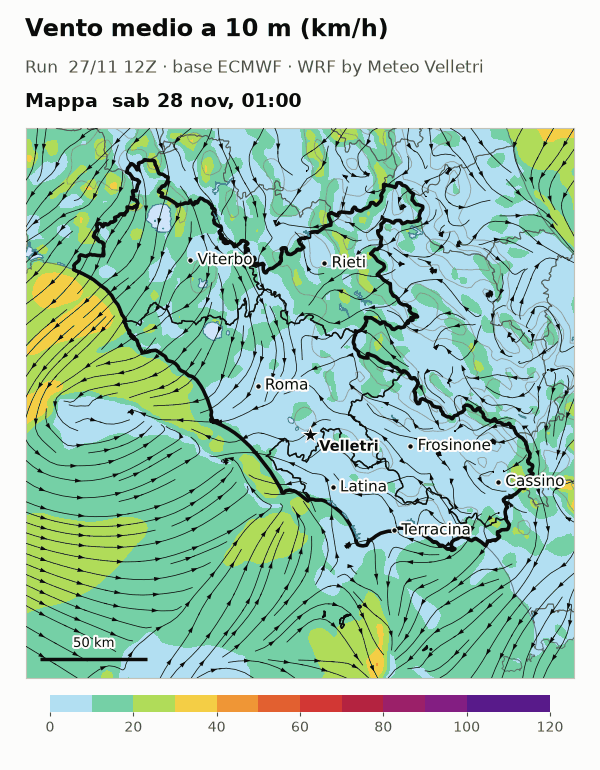 Vento medio a 10 m (km/h)
Run 27/11 12Z · base ECMWF · WRF by Meteo Velletri
Mappa sab 28 nov, 01:00
Viterbo
Rieti
Roma
Velletri
Frosinone
Cassino
Latina
Terracina
50 km
0 20 40 60 80 100 120